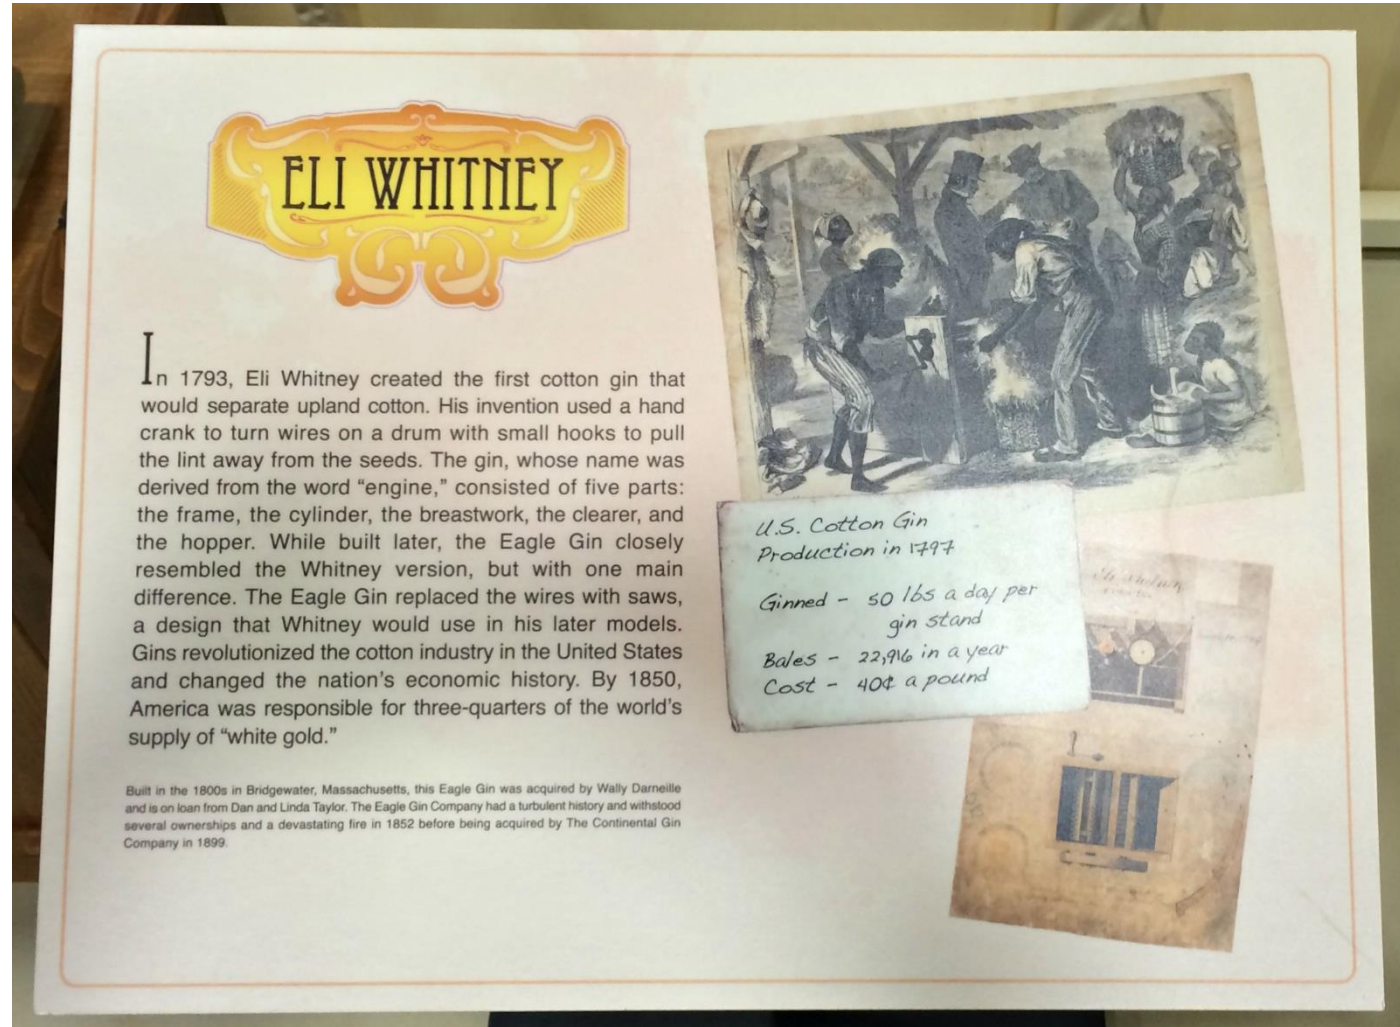 ELI WHITNEY
In 1793, Eli Whitney created the first cotton gin that
would separate upland cotton. His invention used a hand
crank to turn wires on a drum with small hooks to pull
the lint away from the seeds. The gin, whose name was
derived from the word “engine,” consisted of five parts:
the frame, the cylinder, the breastwork, the clearer, and
the hopper. While built later, the Eagle Gin closely
resembled the Whitney version, but with one main
difference. The Eagle Gin replaced the wires with saws,
a design that Whitney would use in his later models.
Gins revolutionized the cotton industry in the United States
and changed the nation’s economic history. By 1850,
America was responsible for three-quarters of the world’s
supply of “white gold.”
Built in the 1800s in Bridgewater, Massachusetts, this Eagle Gin was acquired by Wally Darneille
and is on loan from Dan and Linda Taylor. The Eagle Gin Company had a turbulent history and withstood
several ownerships and a devastating fire in 1852 before being acquired by The Continental Gin
Company in 1899.
U.S. Cotton Gin
Production in 1797
Ginned - 50 lbs a day per
gin stand
Bales - 22,916 in a year
Cost - 40¢ a pound